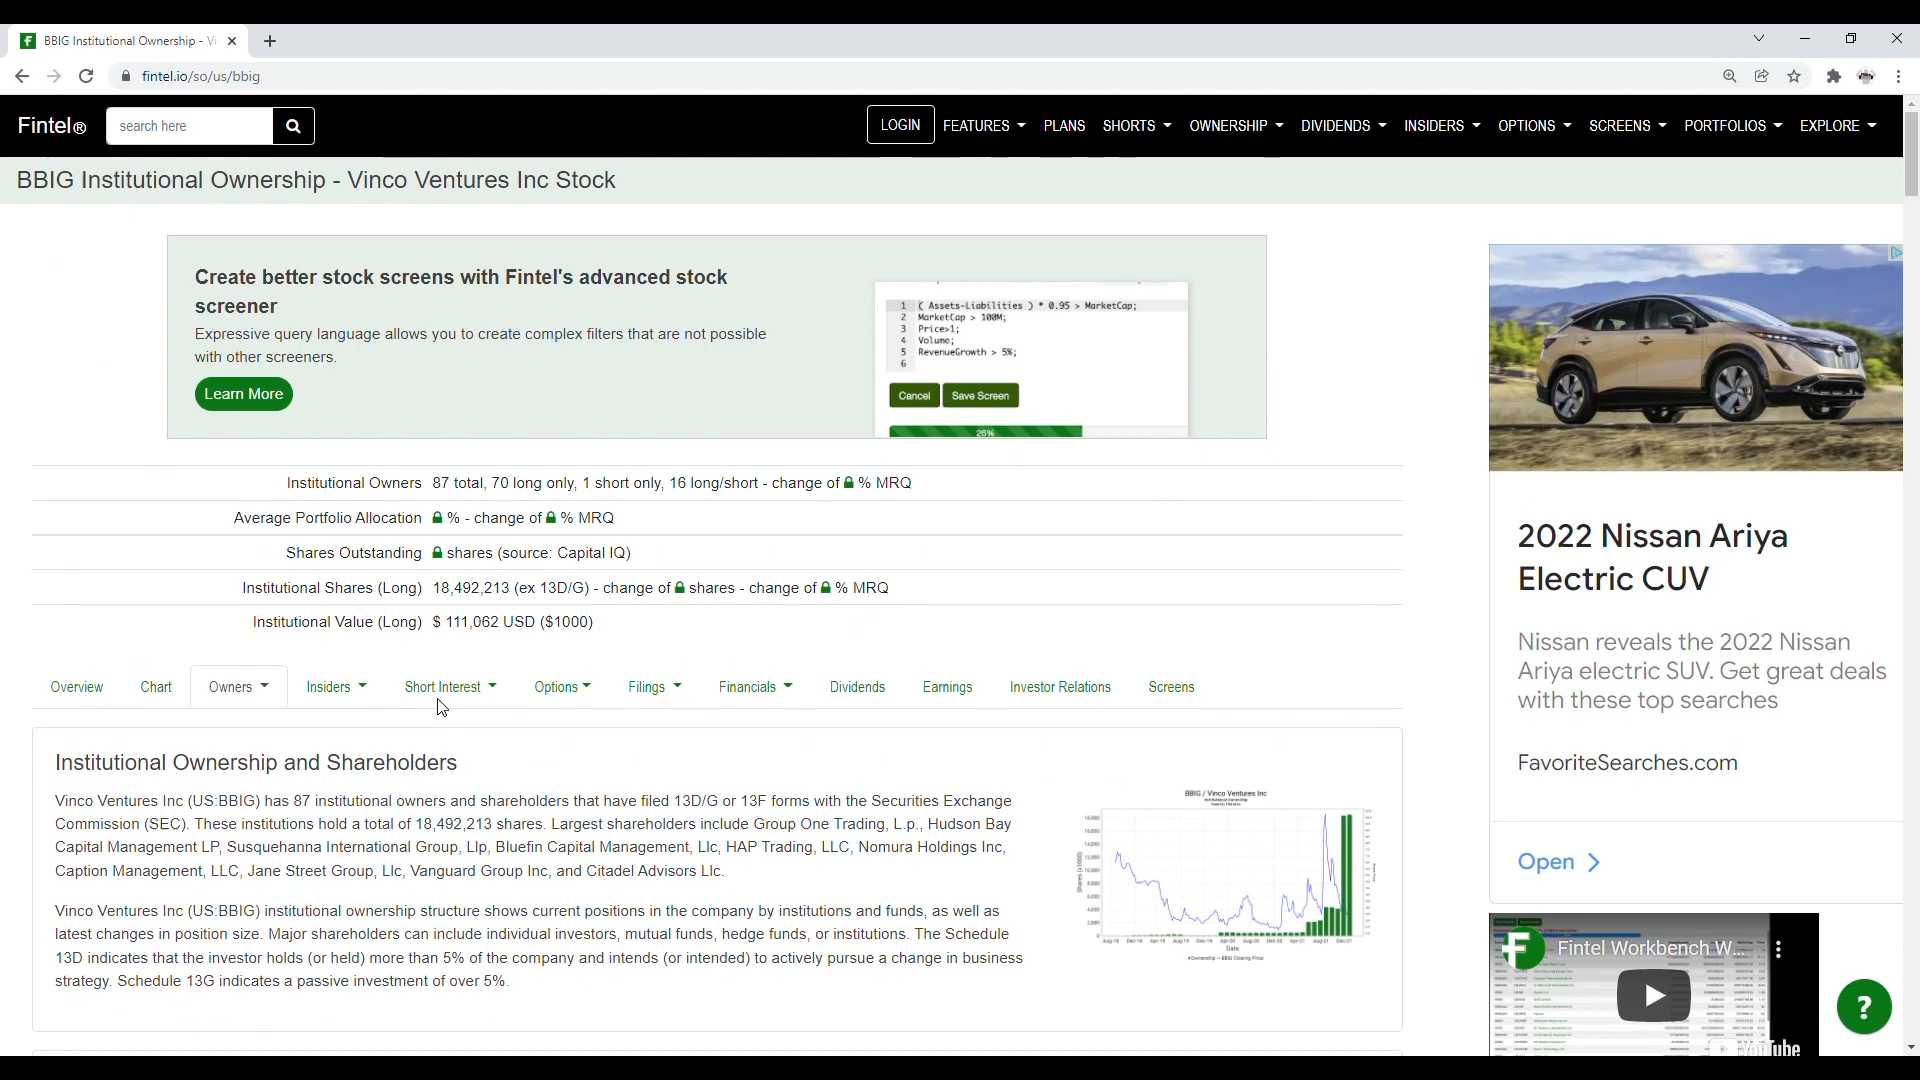 BBIG Institutional Ownership - Vi
fintel.io/so/us/bbig
Fintel®
search here
LOGIN
FEATURES
PLANS
SHORTS
OWNERSHIP
DIVIDENDS
INSIDERS
OPTIONS
SCREENS
PORTFOLIOS
EXPLORE
BBIG Institutional Ownership - Vinco Ventures Inc Stock
Create better stock screens with Fintel's advanced stock
screener
Expressive query language allows you to create complex filters that are not possible
with other screeners.
Learn More
1 ( Assets-Liabilities ) * 0.95 > MarketCap;
2 MarketCap > 100M;
3 Price>1;
4 Volume;
5 RevenueGrowth > 5%;
6
Cancel
Save Screen
26%
Institutional Owners 87 total, 70 long only, 1 short only, 16 long/short - change of % MRQ
Average Portfolio Allocation % - change of % MRQ
Shares Outstanding shares (source: Capital IQ)
Institutional Shares (Long) 18,492,213 (ex 13D/G) - change of shares - change of % MRQ
Institutional Value (Long) $ 111,062 USD ($1000)
Overview
Chart
Owners
Insiders
Short Interest
Options
Filings
Financials
Dividends
Earnings
Investor Relations
Screens
Institutional Ownership and Shareholders
Vinco Ventures Inc (US:BBIG) has 87 institutional owners and shareholders that have filed 13D/G or 13F forms with the Securities Exchange
Commission (SEC). These institutions hold a total of 18,492,213 shares. Largest shareholders include Group One Trading, L.p., Hudson Bay
Capital Management LP, Susquehanna International Group, Llp, Bluefin Capital Management, Llc, HAP Trading, LLC, Nomura Holdings Inc,
Caption Management, LLC, Jane Street Group, Llc, Vanguard Group Inc, and Citadel Advisors Llc.
Vinco Ventures Inc (US:BBIG) institutional ownership structure shows current positions in the company by institutions and funds, as well as
latest changes in position size. Major shareholders can include individual investors, mutual funds, hedge funds, or institutions. The Schedule
13D indicates that the investor holds (or held) more than 5% of the company and intends (or intended) to actively pursue a change in business
strategy. Schedule 13G indicates a passive investment of over 5%.
BBIG / Vinco Ventures Inc
Institutional Ownership
Shares (x1000)
Date
2022 Nissan Ariya
Electric CUV
Nissan reveals the 2022 Nissan
Ariya electric SUV. Get great deals
with these top searches
FavoriteSearches.com
Open
Fintel Workbench W...
YouTube
?